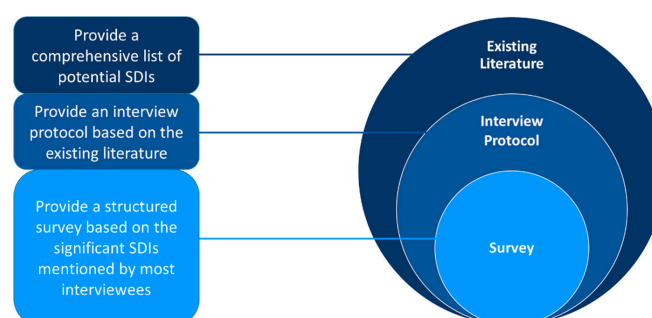 Provide a
comprehensive list of
potential SDIs
Provide an interview
protocol based on the
existing literature
Provide a structured
survey based on the
significant SDIs
mentioned by most
interviewees
Existing
Literature
Interview
Protocol
Survey